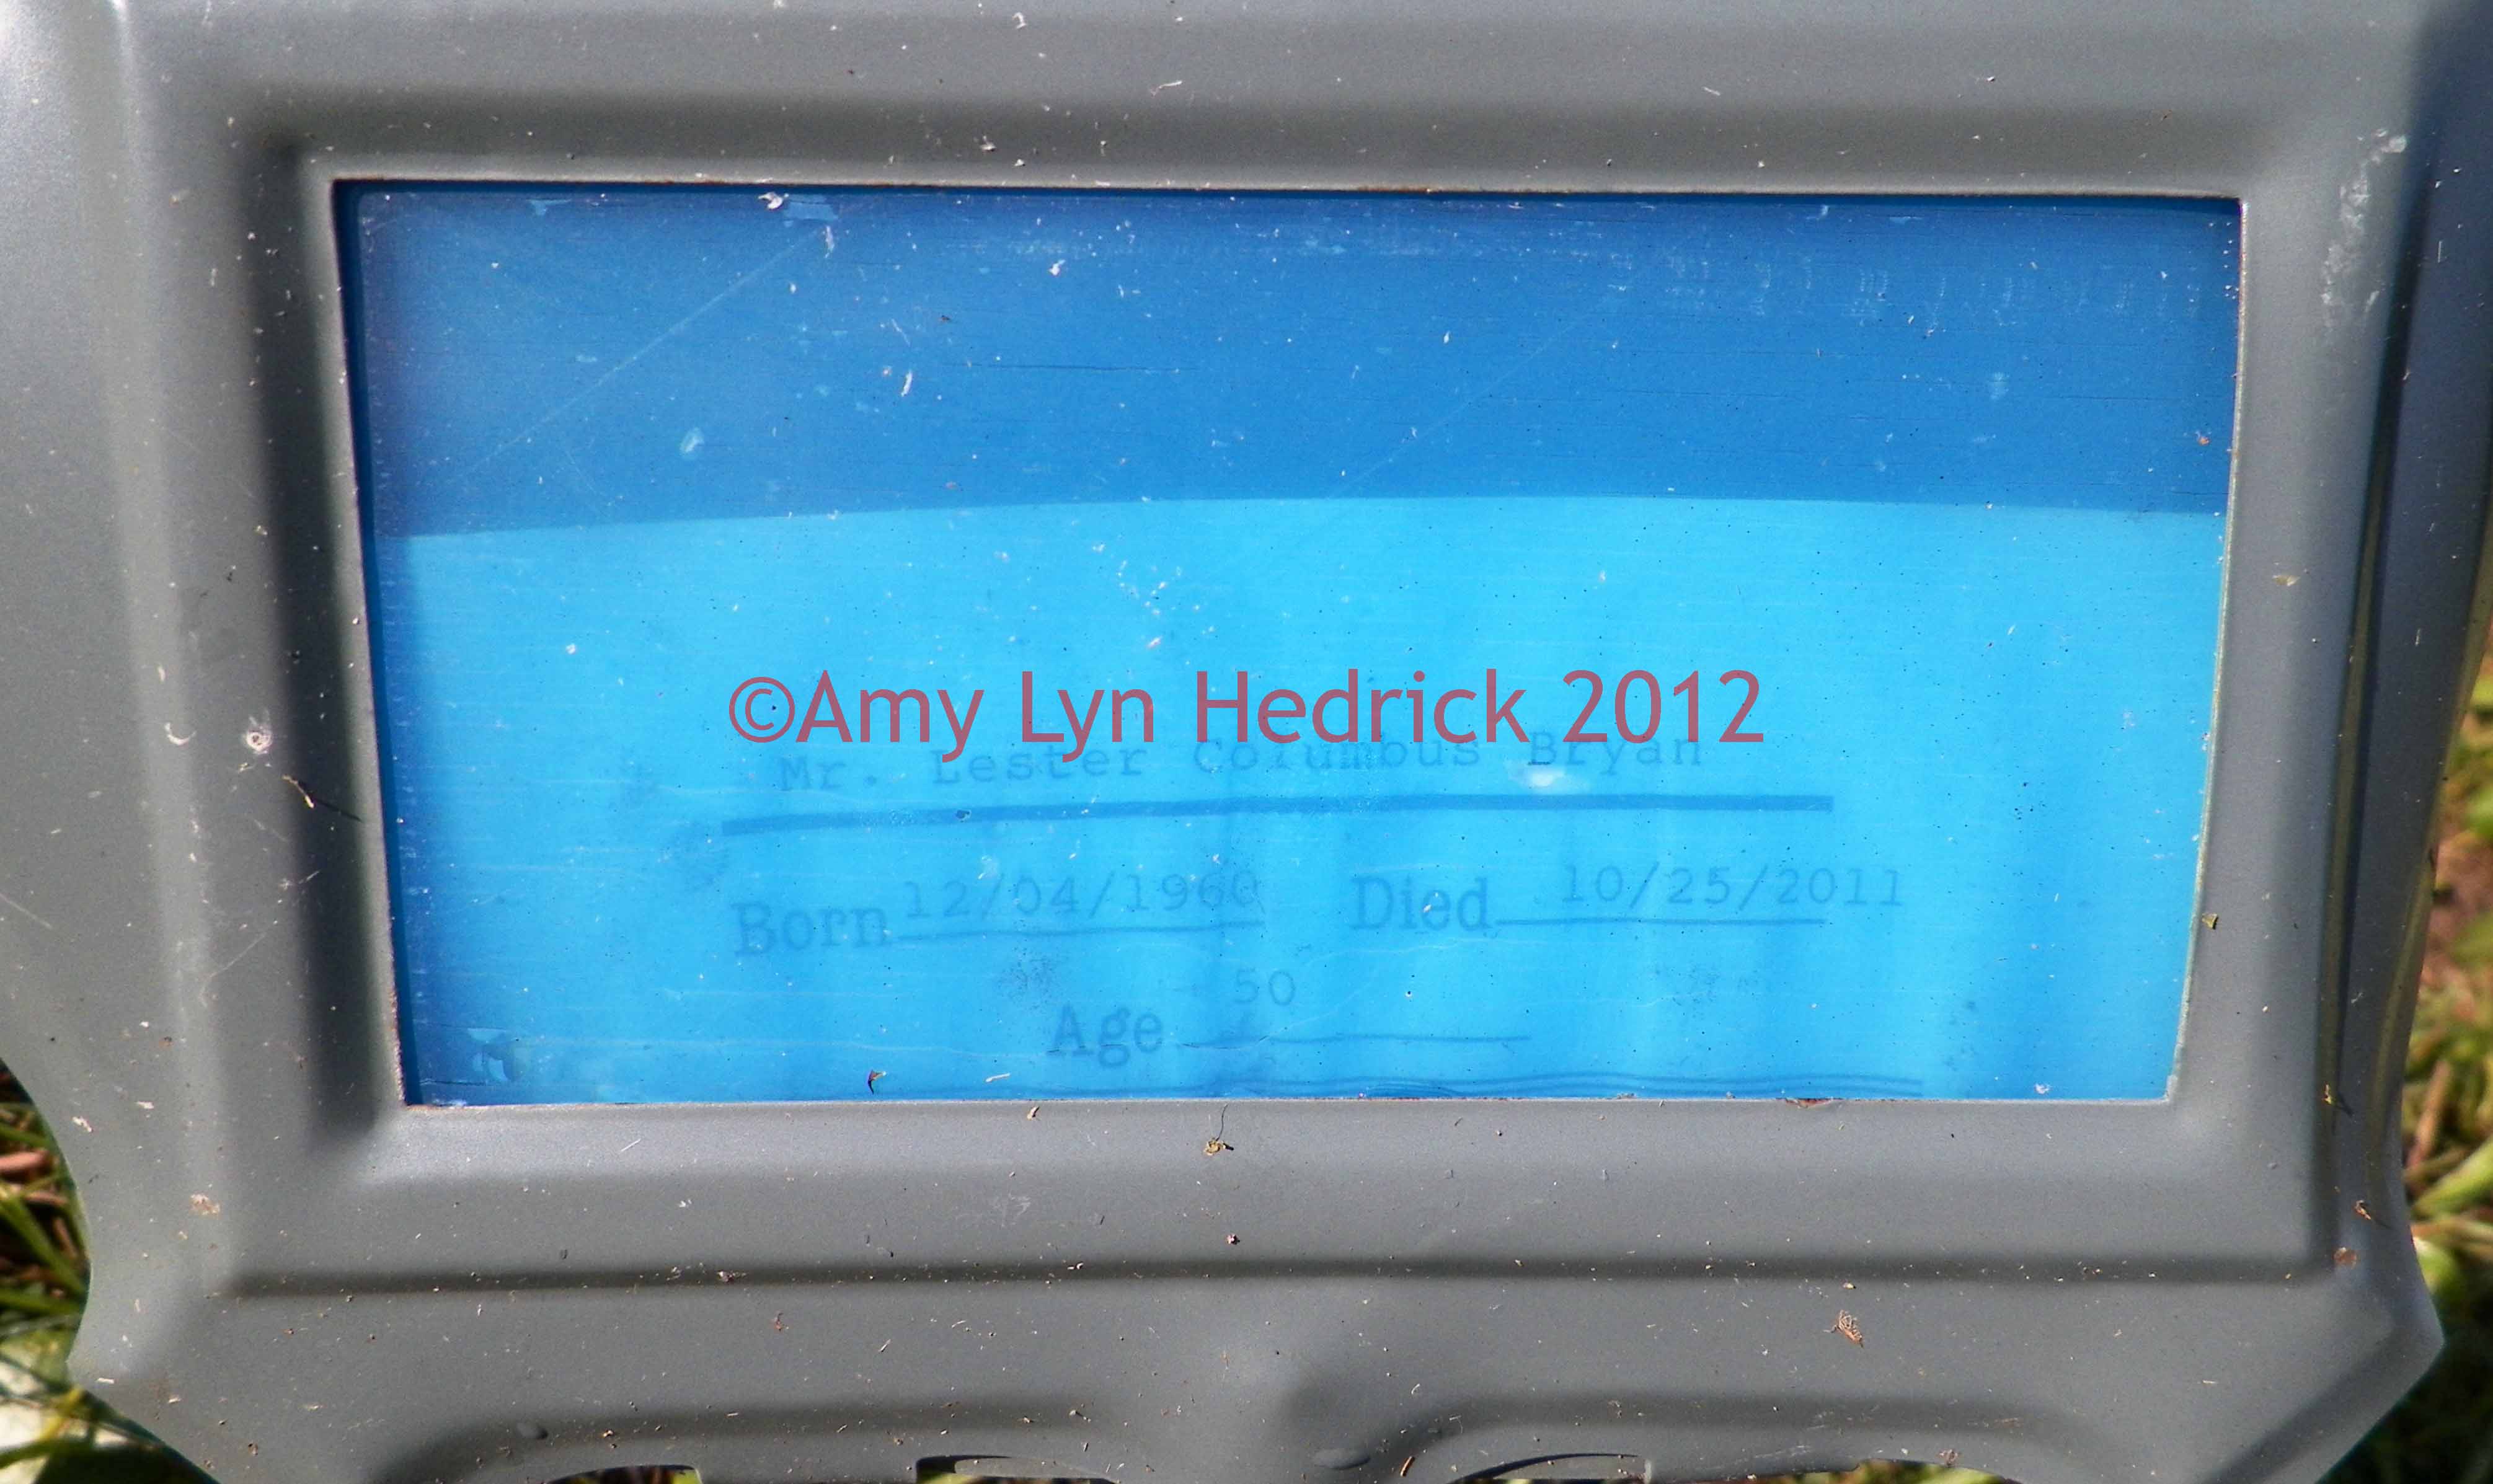 ©Amy Lyn Hedrick 2012
Mr. Lester Columbus Bryan
Born 12/04/1960 Died 10/25/2011
Age 50